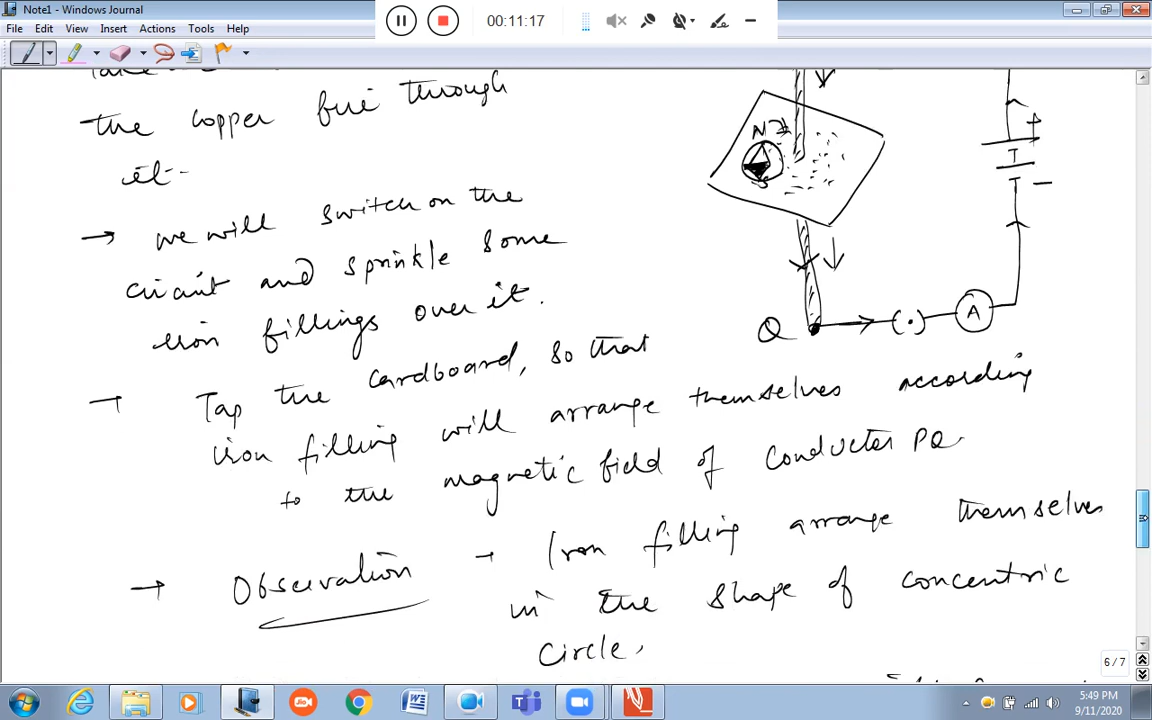 Note1 - Windows Journal
00:11:17
File Edit View Insert Actions Tools Help
the copper through
it.
N
S
+
-
→ we will switch on the
circuit and sprinkle some
iron fillings over it.
Q
(.)
A
→ Tap the cardboard, so that
iron filling will arrange themselves according
to the magnetic field of conductor PQ.
→ Observation → Iron filling arrange themselves
in the shape of concentric
circle.
6 / 7
Jio
5:49 PM
9/11/2020